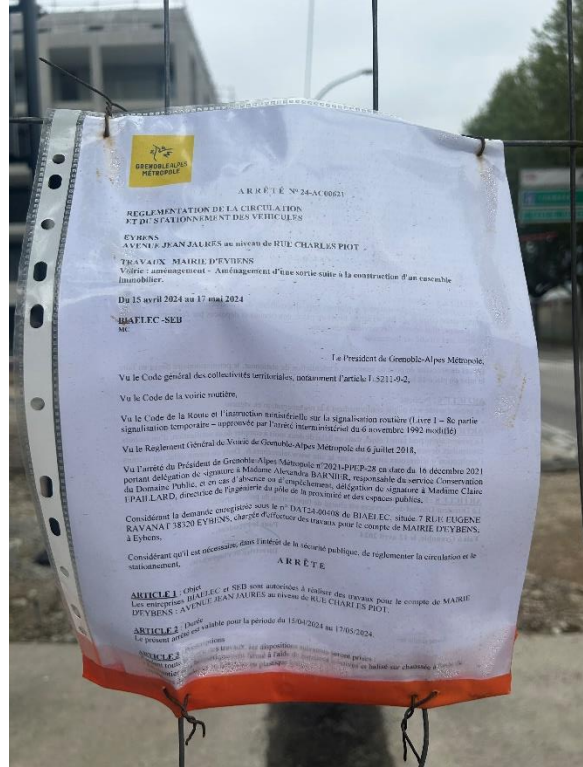 GRENOBLEALPES
MÉTROPOLE
ARRÊTÉ N° 24-AC00621
REGLEMENTATION DE LA CIRCULATION
ET DU STATIONNEMENT DES VÉHICULES
EYBENS
AVENUE JEAN JAURES au niveau de RUE CHARLES PIOT
TRAVAUX MAIRIE D'EYBENS
Voirie : aménagement - Aménagement d'une sortie suite à la construction d'un ensemble
immobilier.
Du 15 avril 2024 au 17 mai 2024
BIAELEC -SEB
MC
Le Président de Grenoble-Alpes Métropole,
Vu le Code général des collectivités territoriales, notamment l'article L.5211-9-2,
Vu le Code de la voirie routière,
Vu le Code de la Route et l'instruction ministérielle sur la signalisation routière (Livre I – 8e partie
signalisation temporaire – approuvée par l'arrêté interministériel du 6 novembre 1992 modifié)
Vu le Règlement Général de Voirie de Grenoble-Alpes Métropole du 6 juillet 2018,
Vu l'arrêté du Président de Grenoble-Alpes Métropole n°2021-PPEP-28 en date du 16 décembre 2021
portant délégation de signature à Madame Alexandra BARNIER, responsable du service Conservation
du Domaine Public, et en cas d'absence ou d'empêchement, délégation de signature à Madame Claire
UPAILLARD, directrice de l'ingénierie du pôle de la proximité et des espaces publics,
Considérant la demande enregistrée sous le n° DAT24-00408 de BIAELEC, située 7 RUE EUGENE
RAVANAT 38320 EYBENS, chargée d'effectuer des travaux pour le compte de MAIRIE D'EYBENS,
à Eybens,
Considérant qu'il est nécessaire, dans l'intérêt de la sécurité publique, de réglementer la circulation et le
stationnement,
ARRÊTE
ARTICLE 1 : Objet
Les entreprises BIAELEC et SEB sont autorisées à réaliser des travaux pour le compte de MAIRIE
D'EYBENS : AVENUE JEAN JAURES au niveau de RUE CHARLES PIOT.
ARTICLE 2 : Durée
Le présent arrêté est valable pour la période du 15/04/2024 au 17/05/2024.
ARTICLE 3 : Prescriptions